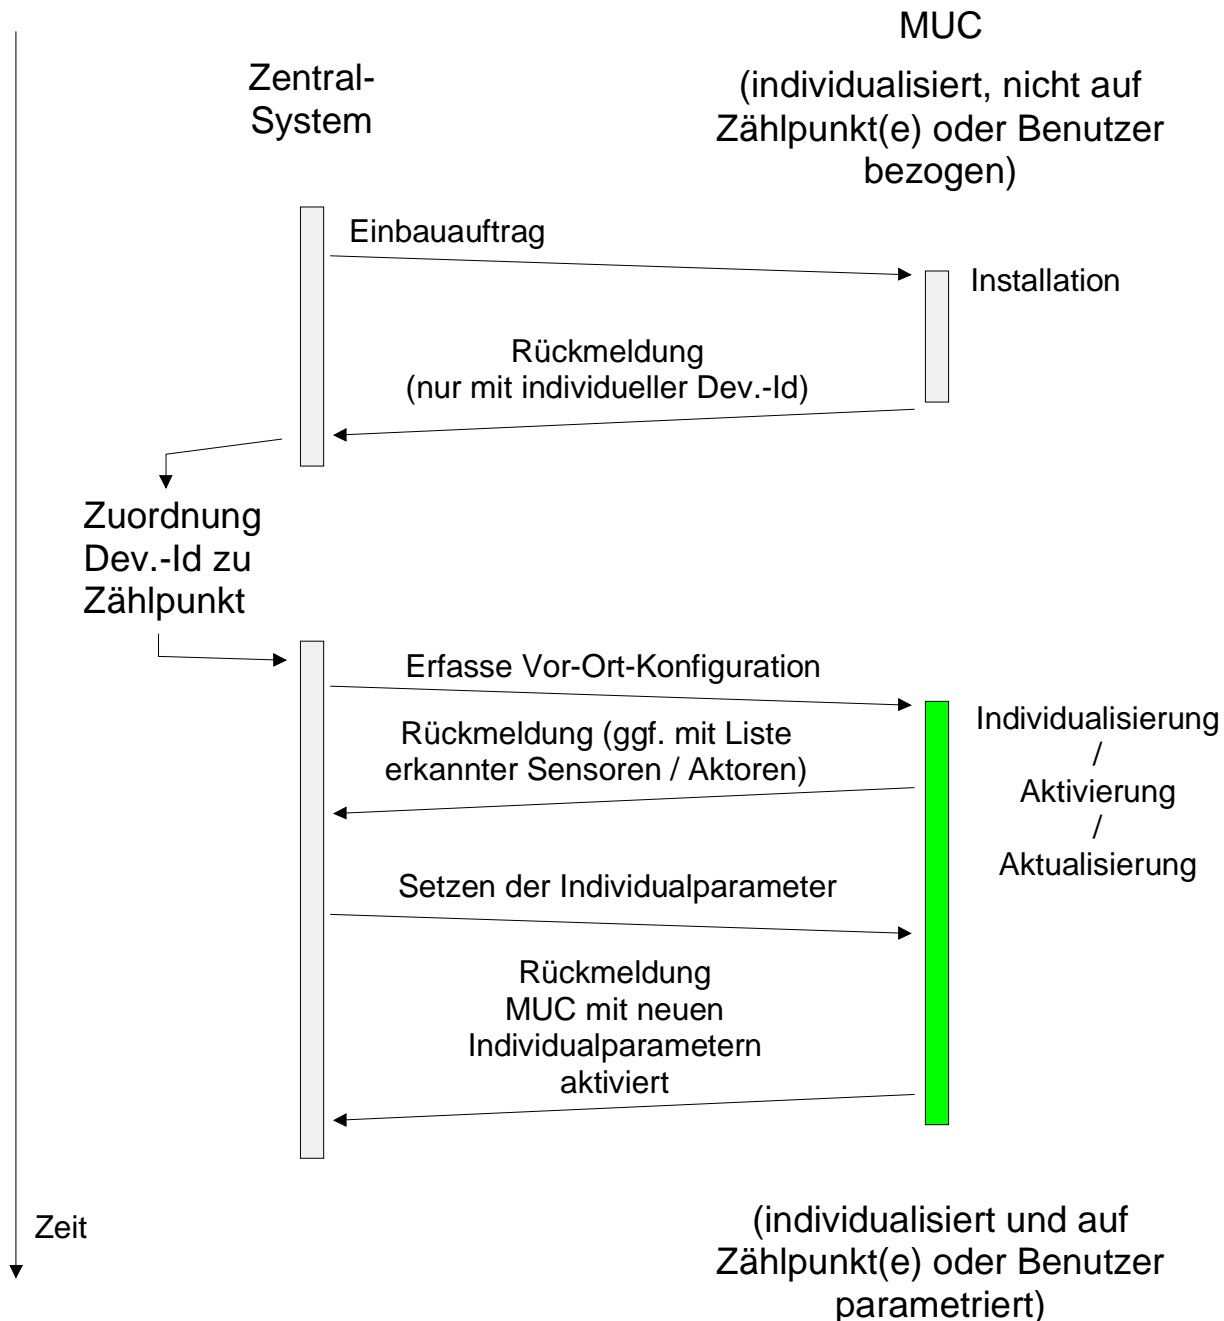 MUC
Zentral-
System
(individualisiert, nicht auf
Zählpunkt(e) oder Benutzer
bezogen)
Einbauauftrag
Installation
Rückmeldung
(nur mit individueller Dev.-Id)
Zuordnung
Dev.-Id zu
Zählpunkt
Erfasse Vor-Ort-Konfiguration
Rückmeldung (ggf. mit Liste
erkannter Sensoren / Aktoren)
Individualisierung
/
Aktivierung
/
Aktualisierung
Setzen der Individualparameter
Rückmeldung
MUC mit neuen
Individualparametern
aktiviert
Zeit
(individualisiert und auf
Zählpunkt(e) oder Benutzer
parametriert)